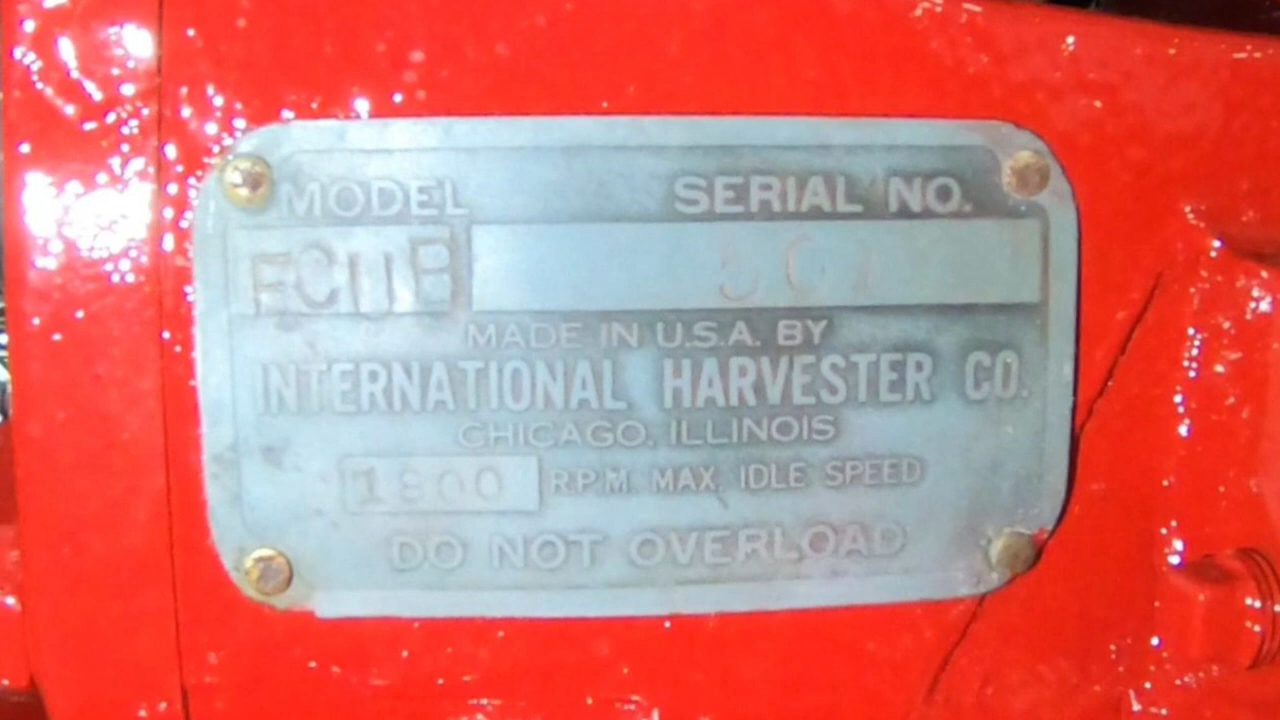 MODEL SERIAL NO.
FCUB 501
MADE IN U.S.A. BY
INTERNATIONAL HARVESTER CO.
CHICAGO, ILLINOIS
1800 R.P.M. MAX. IDLE SPEED
DO NOT OVERLOAD